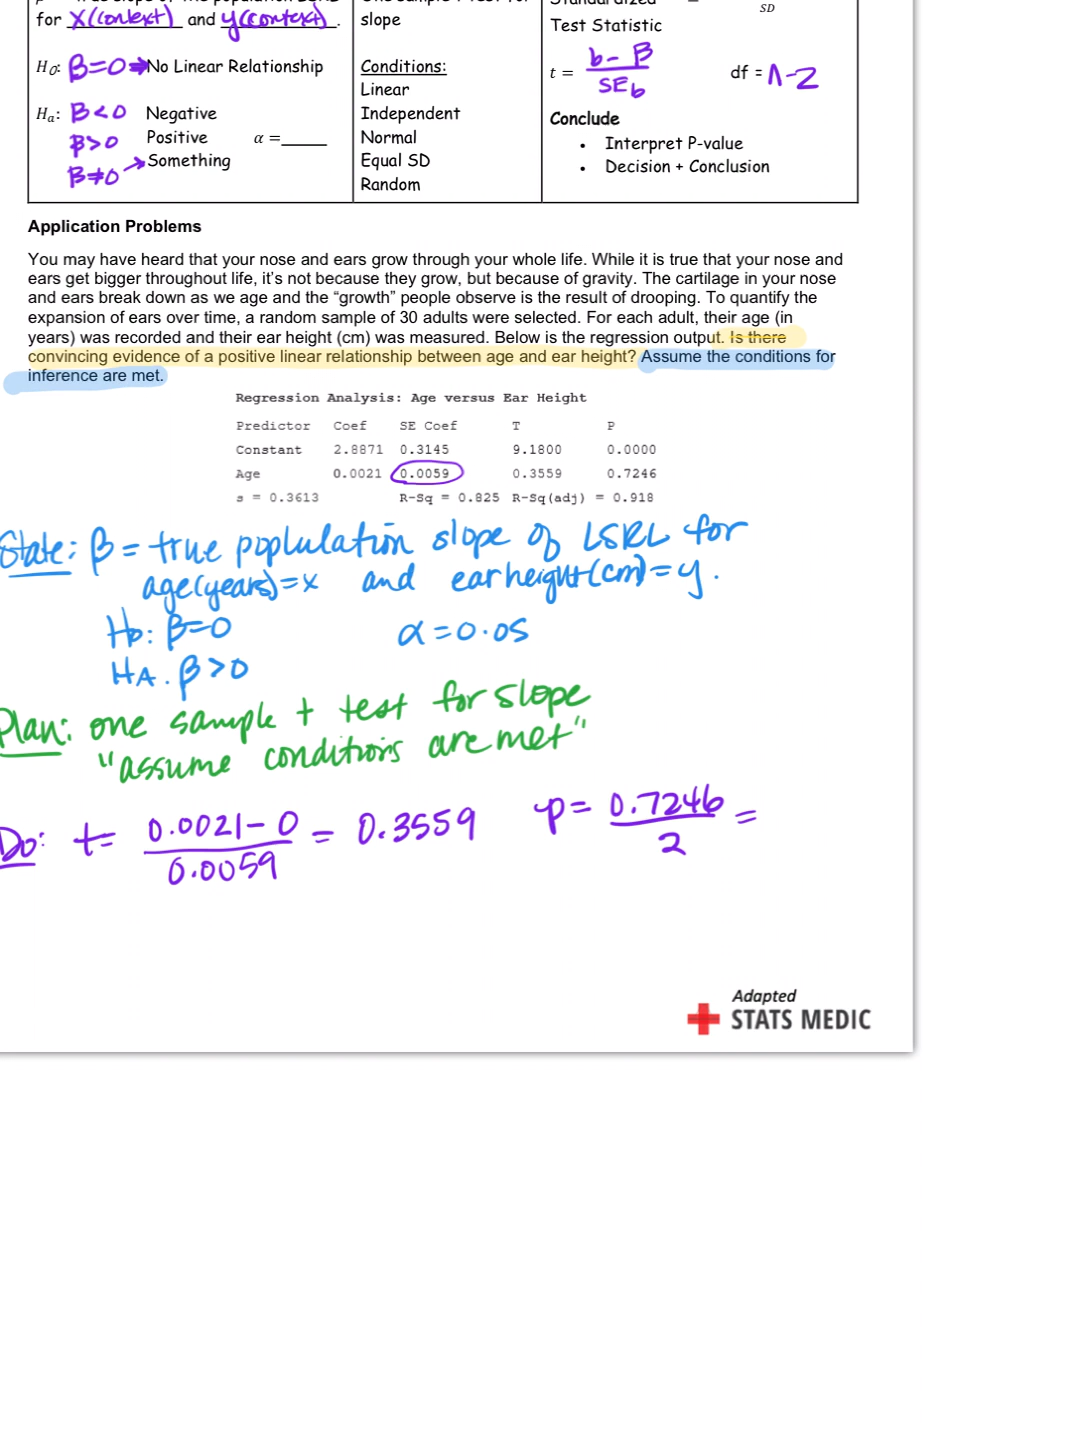 for X(context) and y(context).
H₀: β=0 ⇒ No Linear Relationship
Hₐ: β<0 Negative
β>0 Positive α =_____
β≠0 → Something
slope
Conditions:
Linear
Independent
Normal
Equal SD
Random
SD
Test Statistic
t = b-β / SEb df = n-2
Conclude
• Interpret P-value
• Decision + Conclusion
Application Problems
You may have heard that your nose and ears grow through your whole life. While it is true that your nose and
ears get bigger throughout life, it's not because they grow, but because of gravity. The cartilage in your nose
and ears break down as we age and the “growth” people observe is the result of drooping. To quantify the
expansion of ears over time, a random sample of 30 adults were selected. For each adult, their age (in
years) was recorded and their ear height (cm) was measured. Below is the regression output. Is there
convincing evidence of a positive linear relationship between age and ear height? Assume the conditions for
inference are met.
Regression Analysis: Age versus Ear Height
Predictor Coef SE Coef T P
Constant 2.8871 0.3145 9.1800 0.0000
Age 0.0021 0.0059 0.3559 0.7246
s = 0.3613 R-Sq = 0.825 R-Sq(adj) = 0.918
State: β = true poplulation slope of LSRL for
age(years)=x and ear height(cm)=y.
H₀: β=0 α=0.05
HA. β>0
Plan: one sample t test for slope
"assume conditions are met"
Do: t= 0.0021-0 / 0.0059 = 0.3559 p= 0.7246 / 2 =
Adapted
STATS MEDIC